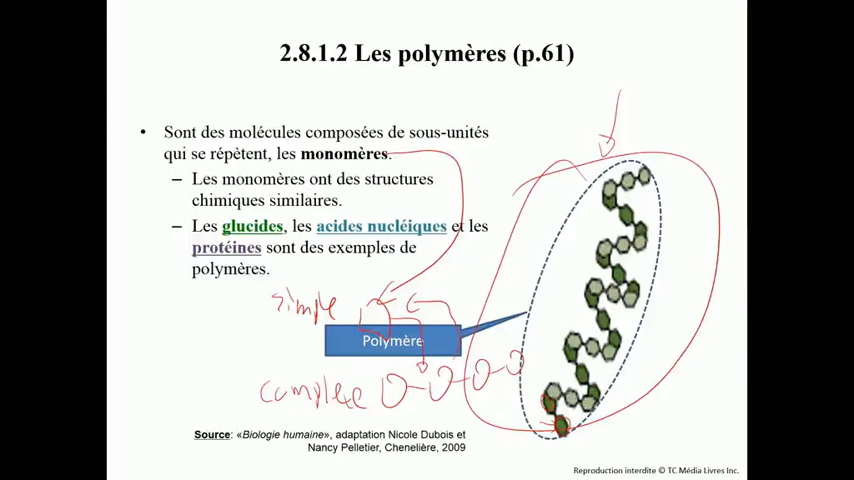 2.8.1.2 Les polymères (p.61)
• Sont des molécules composées de sous-unités
qui se répètent, les monomères.
– Les monomères ont des structures
chimiques similaires.
– Les glucides, les acides nucléiques et les
protéines sont des exemples de
polymères.
simple
Polymère
complexe
Source: «Biologie humaine», adaptation Nicole Dubois et
Nancy Pelletier, Chenelière, 2009
Reproduction interdite © TC Média Livres Inc.